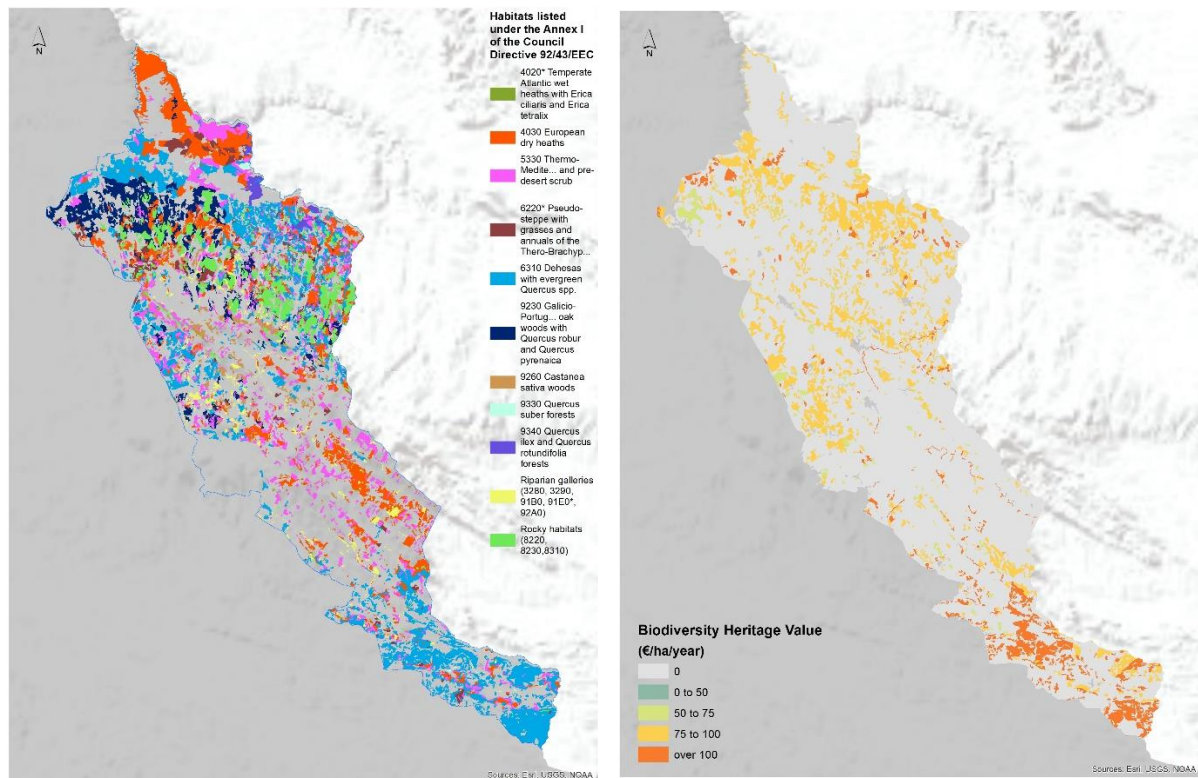 N
Habitats listed
under the Annex I
of the Council
Directive 92/43/EEC
4020* Temperate
Atlantic wet
heaths with Erica
ciliaris and Erica
tetralix
4030 European
dry heaths
5330 Thermo-
Medite... and pre-
desert scrub
6220* Pseudo-
steppe with
grasses and
annuals of the
Thero-Brachyp...
6310 Dehesas
with evergreen
Quercus spp.
9230 Galicio-
Portug... oak
woods with
Quercus robur
and Quercus
pyrenaica
9260 Castanea
sativa woods
9330 Quercus
suber forests
9340 Quercus
ilex and Quercus
rotundifolia
forests
Riparian galleries
(3280, 3290,
91B0, 91E0*,
92A0)
Rocky habitats
(8220,
8230,8310)
Sources: Esri, USGS, NOAA
N
Biodiversity Heritage Value
(€/ha/year)
0
0 to 50
50 to 75
75 to 100
over 100
Sources: Esri, USGS, NOAA